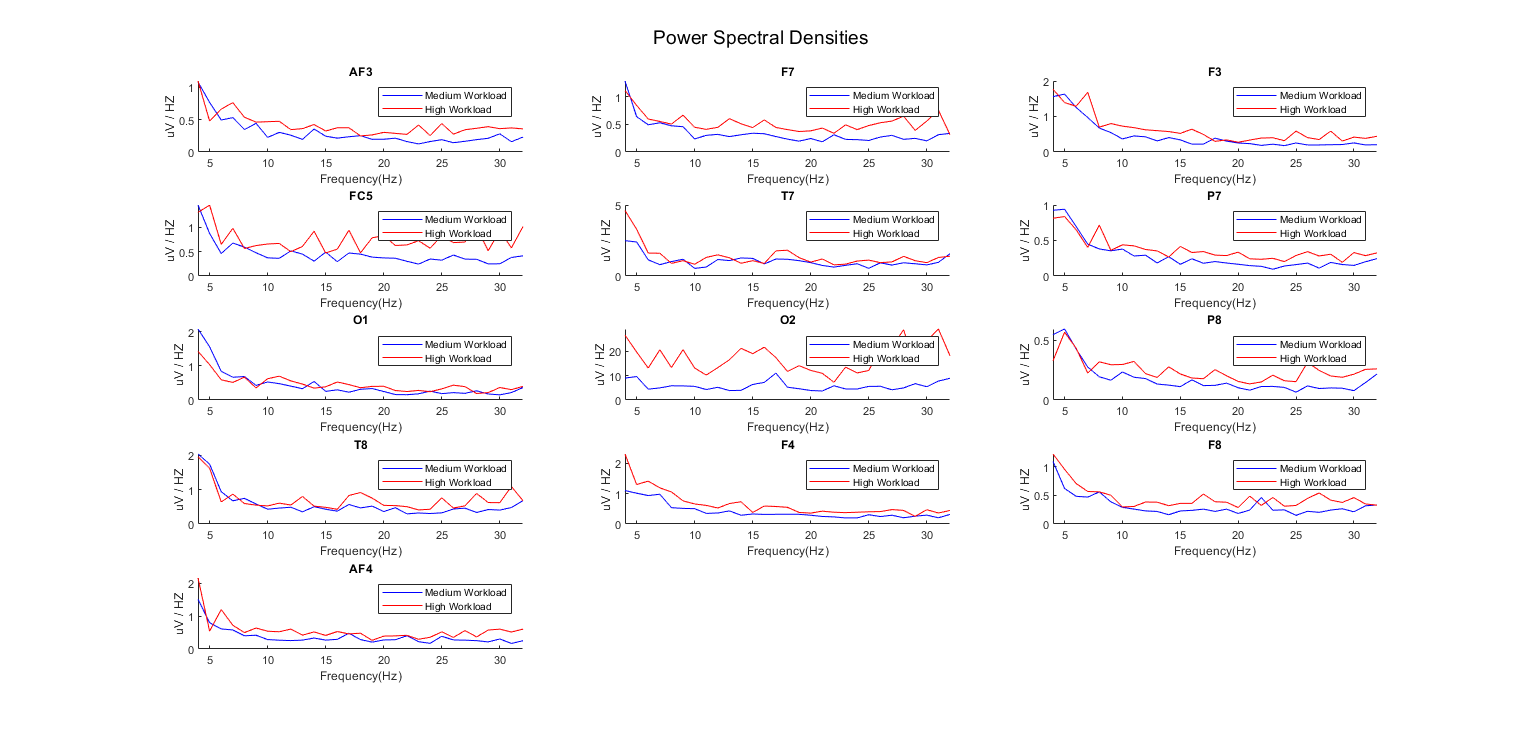 Power Spectral Densities
AF3
uV / HZ
1
0.5
0
Medium Workload
High Workload
5 10 15 20 25 30
Frequency(Hz)
F7
uV / HZ
1
0.5
0
Medium Workload
High Workload
5 10 15 20 25 30
Frequency(Hz)
F3
uV / HZ
2
1
0
Medium Workload
High Workload
5 10 15 20 25 30
Frequency(Hz)
FC5
uV / HZ
1
0.5
0
Medium Workload
High Workload
5 10 15 20 25 30
Frequency(Hz)
T7
uV / HZ
5
0
Medium Workload
High Workload
5 10 15 20 25 30
Frequency(Hz)
P7
uV / HZ
1
0.5
0
Medium Workload
High Workload
5 10 15 20 25 30
Frequency(Hz)
O1
uV / HZ
2
1
0
Medium Workload
High Workload
5 10 15 20 25 30
Frequency(Hz)
O2
uV / HZ
20
10
0
Medium Workload
High Workload
5 10 15 20 25 30
Frequency(Hz)
P8
uV / HZ
0.5
0
Medium Workload
High Workload
5 10 15 20 25 30
Frequency(Hz)
T8
uV / HZ
2
1
0
Medium Workload
High Workload
5 10 15 20 25 30
Frequency(Hz)
F4
uV / HZ
2
1
0
Medium Workload
High Workload
5 10 15 20 25 30
Frequency(Hz)
F8
uV / HZ
1
0.5
0
Medium Workload
High Workload
5 10 15 20 25 30
Frequency(Hz)
AF4
uV / HZ
2
1
0
Medium Workload
High Workload
5 10 15 20 25 30
Frequency(Hz)